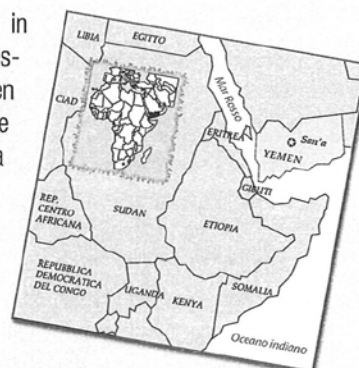 in
s-
en
e
a
LIBIA
EGITTO
Mar Rosso
CIAD
ERITREA
San'a
YEMEN
GIBUTI
REP.
CENTRO
AFRICANA
SUDAN
ETIOPIA
SOMALIA
REPUBBLICA
DEMOCRATICA
DEL CONGO
UGANDA
KENYA
Oceano indiano